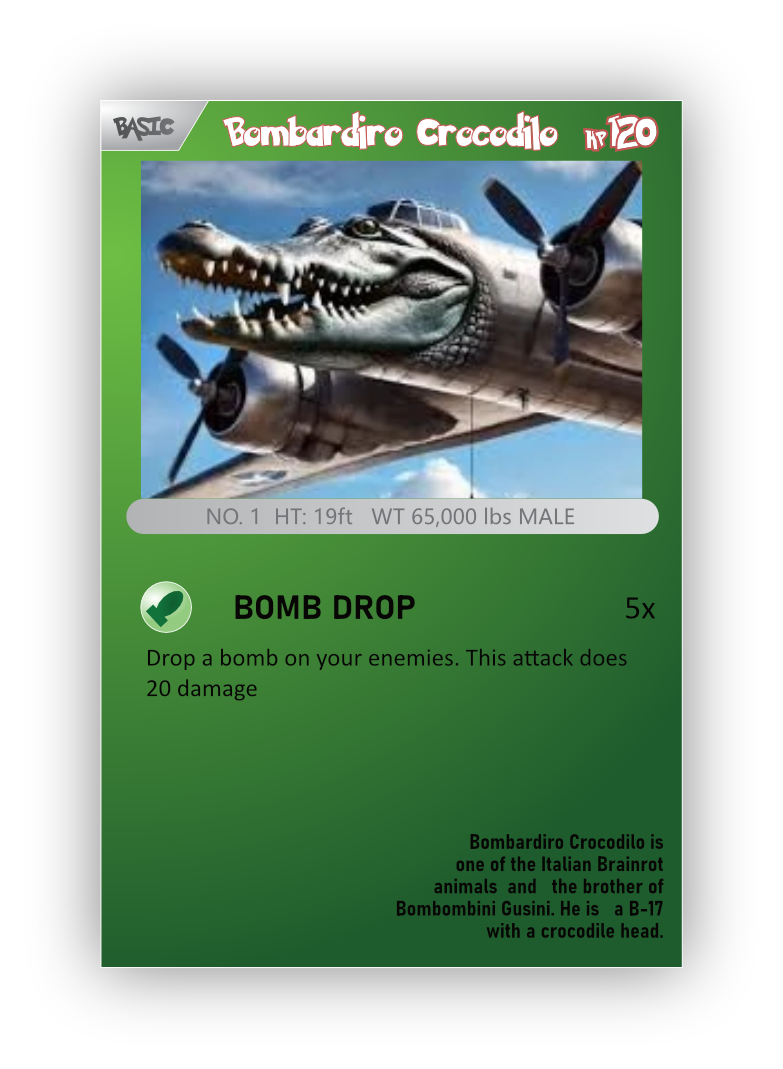 BASIC Bombardiro Crocodilo HP 120
NO. 1 HT: 19ft WT 65,000 lbs MALE
BOMB DROP 5x
Drop a bomb on your enemies. This attack does
20 damage
Bombardiro Crocodilo is
one of the Italian Brainrot
animals and the brother of
Bombombini Gusini. He is a B-17
with a crocodile head.